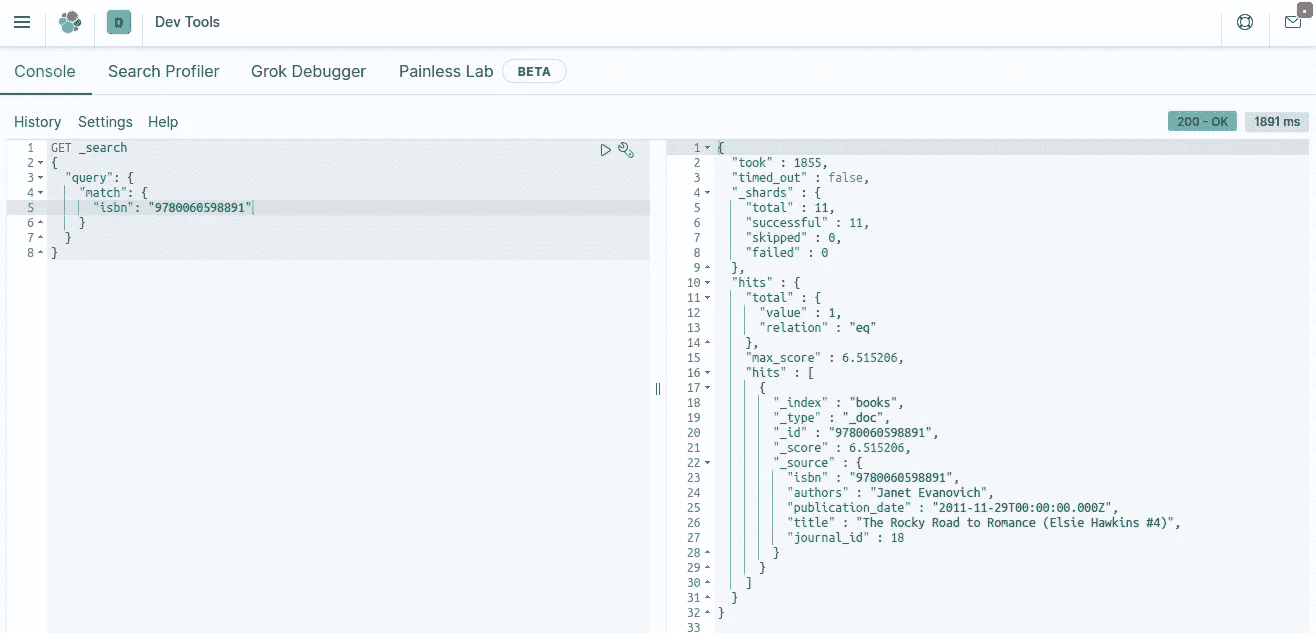 D Dev Tools
Console Search Profiler Grok Debugger Painless Lab BETA
History Settings Help 200 - OK 1891 ms
1 GET _search
2 {
3 "query": {
4 "match": {
5 "isbn": "9780060598891"
6 }
7 }
8 }
1 {
2 "took" : 1855,
3 "timed_out" : false,
4 "_shards" : {
5 "total" : 11,
6 "successful" : 11,
7 "skipped" : 0,
8 "failed" : 0
9 },
10 "hits" : {
11 "total" : {
12 "value" : 1,
13 "relation" : "eq"
14 },
15 "max_score" : 6.515206,
16 "hits" : [
17 {
18 "_index" : "books",
19 "_type" : "_doc",
20 "_id" : "9780060598891",
21 "_score" : 6.515206,
22 "_source" : {
23 "isbn" : "9780060598891",
24 "authors" : "Janet Evanovich",
25 "publication_date" : "2011-11-29T00:00:00.000Z",
26 "title" : "The Rocky Road to Romance (Elsie Hawkins #4)",
27 "journal_id" : 18
28 }
29 }
30 ]
31 }
32 }
33